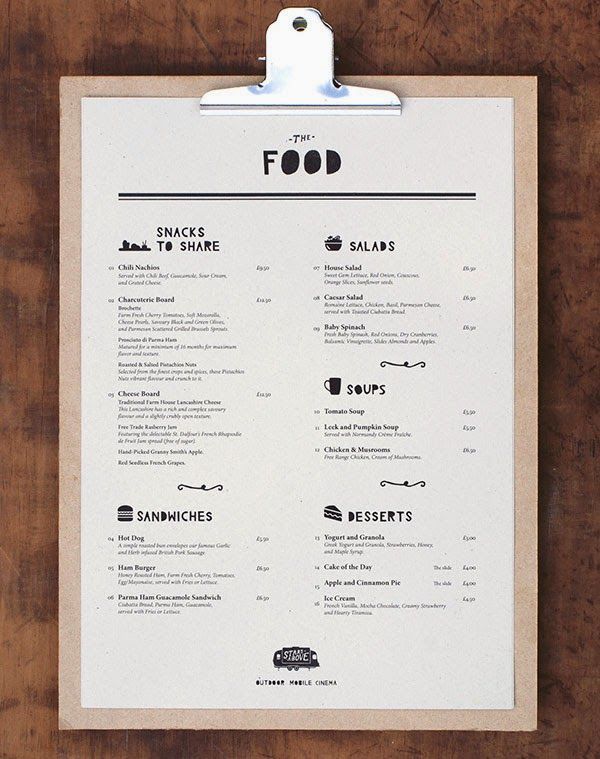 -THE-
FOOD
SNACKS
TO SHARE
01 Chili Nachios £9.50
Served with Chili Beef, Guacamole, Sour Cream,
and Grated Cheese.
02 Charcuterie Board £12.50
Brochette
Farm Fresh Cherry Tomatoes, Soft Mozarella,
Cheese Pearls, Savoury Black and Green Olives,
and Parmesan Scattered Grilled Brussels Sprouts.
Prosciuto di Parma Ham
Matured for a minimum of 16 months for maximum
flavor and texture.
Roasted & Salted Pistachios Nuts
Selected from the finest crops and spices, these Pistachios
Nuts vibrant flavour and crunch to it.
03 Cheese Board £12.50
Traditional Farm House Lancashire Cheese
This Lancashire has a rich and complex savoury
flavour and a slightly crubly open texture.
Free Trade Rasberry Jam
Featuring the delectable St. Dalfour's French Rhapsodie
de Fruit Jam spread (free of sugar)
Hand-Picked Granny Smith's Apple.
Red Seedless French Grapes.
SANDWICHES
04 Hot Dog £5.50
A simple roasted bun envelopes our famous Garlic
and Herb infused British Pork Sausage.
05 Ham Burger £6.50
Honey Roasted Ham, Farm Fresh Cherry, Tomatoes,
Egg/Mayonaise, served with Fries or Lettuce.
06 Parma Ham Guacamole Sandwich £6.50
Ciubatta Bread, Parma Ham, Guacamole,
served with Fries or Lettuce.
SALADS
07 House Salad £6.50
Sweet Gem Lettuce, Red Onion, Couscous,
Orange Slices, Sunflower seeds.
08 Caesar Salad £6.50
Romaine Lettuce, Chicken, Basil, Parmesan Cheese,
served with Toasted Ciubatta Bread.
09 Baby Spinach £6.50
Fresh Baby Spinach, Red Onions, Dry Cranberries,
Balsamic Vinaigrette, Slides Almonds and Apples.
SOUPS
10 Tomato Soup £5.50
11 Leek and Pumpkin Soup £5.50
Served with Normandy Crème Fraîche.
12 Chicken & Musrooms £6.50
Free Range Chicken, Cream of Mushrooms.
DESSERTS
13 Yogurt and Granola £5.00
Greek Yogurt and Granola, Strawberries, Honey,
and Maple Syrup.
14 Cake of the Day The slide £4.00
15 Apple and Cinnamon Pie The slide £4.00
16 Ice Cream £4.50
French Vanilla, Mocha Chocolate, Creamy Strawberry
and Hearty Tiramisu.
STARS
ABOVE
OUTDOOR MOBILE CINEMA